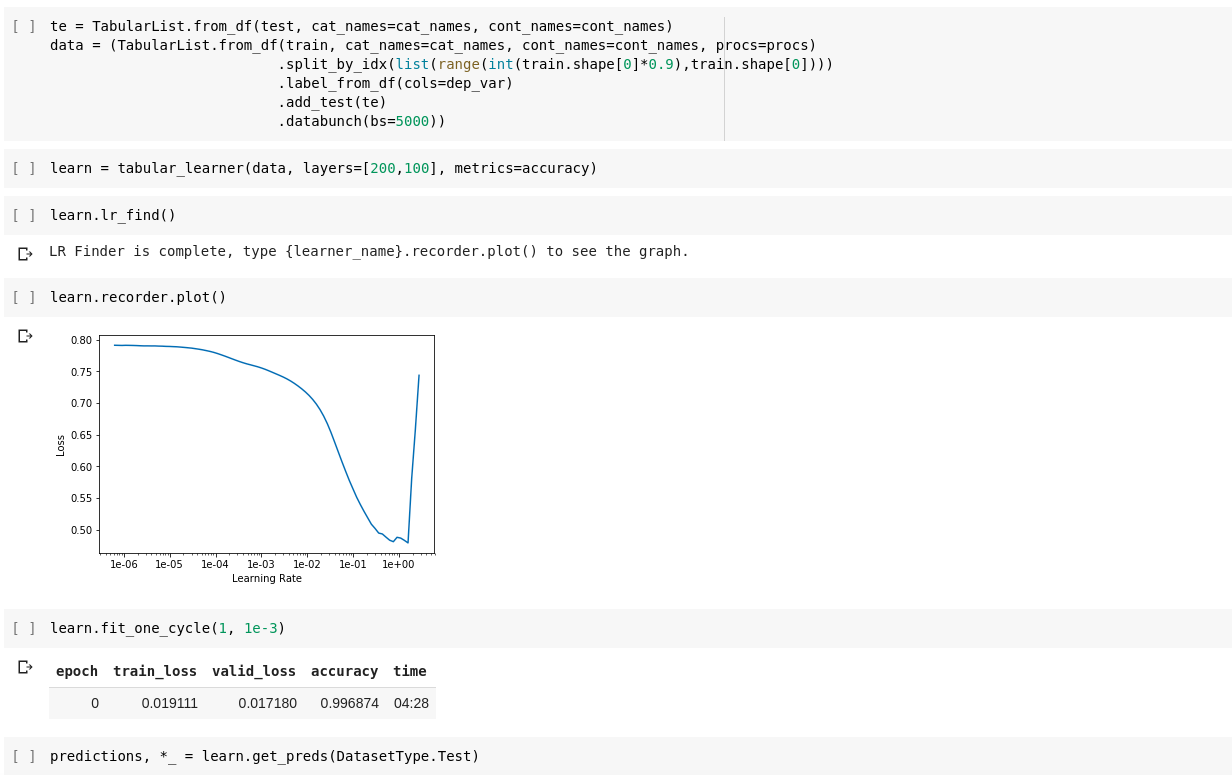 [ ] te = TabularList.from_df(test, cat_names=cat_names, cont_names=cont_names)
data = (TabularList.from_df(train, cat_names=cat_names, cont_names=cont_names, procs=procs)
.split_by_idx(list(range(int(train.shape[0]*0.9),train.shape[0])))
.label_from_df(cols=dep_var)
.add_test(te)
.databunch(bs=5000))
[ ] learn = tabular_learner(data, layers=[200,100], metrics=accuracy)
[ ] learn.lr_find()
LR Finder is complete, type {learner_name}.recorder.plot() to see the graph.
[ ] learn.recorder.plot()
0.80
0.75
0.70
0.65
0.60
0.55
0.50
Loss
1e-06 1e-05 1e-04 1e-03 1e-02 1e-01 1e+00
Learning Rate
[ ] learn.fit_one_cycle(1, 1e-3)
epoch train_loss valid_loss accuracy time
0 0.019111 0.017180 0.996874 04:28
[ ] predictions, *_ = learn.get_preds(DatasetType.Test)